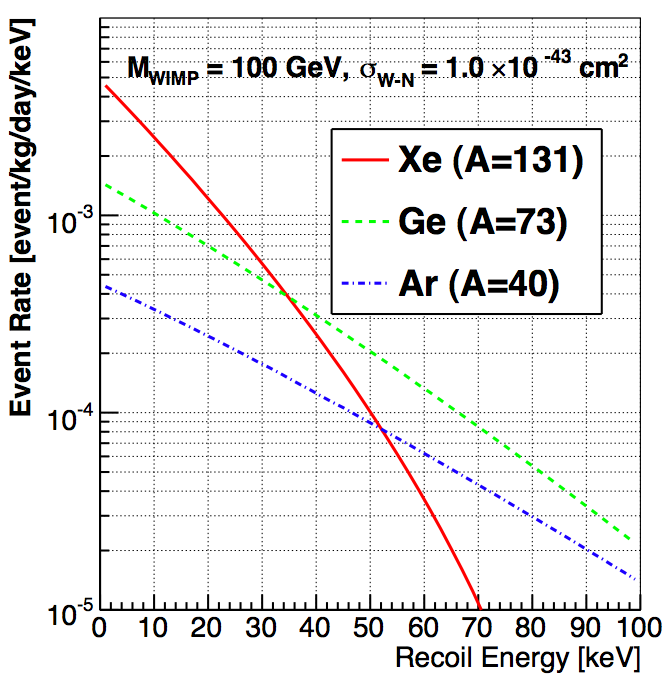 M_WIMP = 100 GeV, σ_W-N = 1.0 ×10^-43 cm²
Xe (A=131)
Ge (A=73)
Ar (A=40)
Event Rate [event/kg/day/keV]
10^-3
10^-4
10^-5
0 10 20 30 40 50 60 70 80 90 100
Recoil Energy [keV]